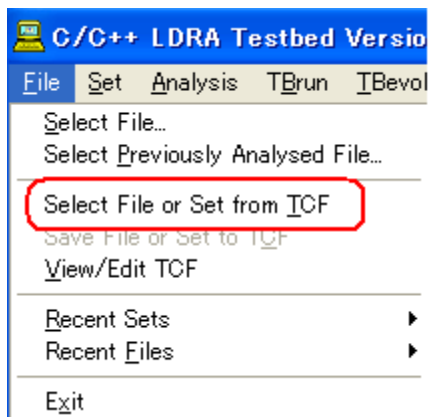 C/C++ LDRA Testbed Versio
File Set Analysis TBrun TBevol
Select File...
Select Previously Analysed File...
Select File or Set from TCF
Save File or Set to TCF
View/Edit TCF
Recent Sets
Recent Files
Exit